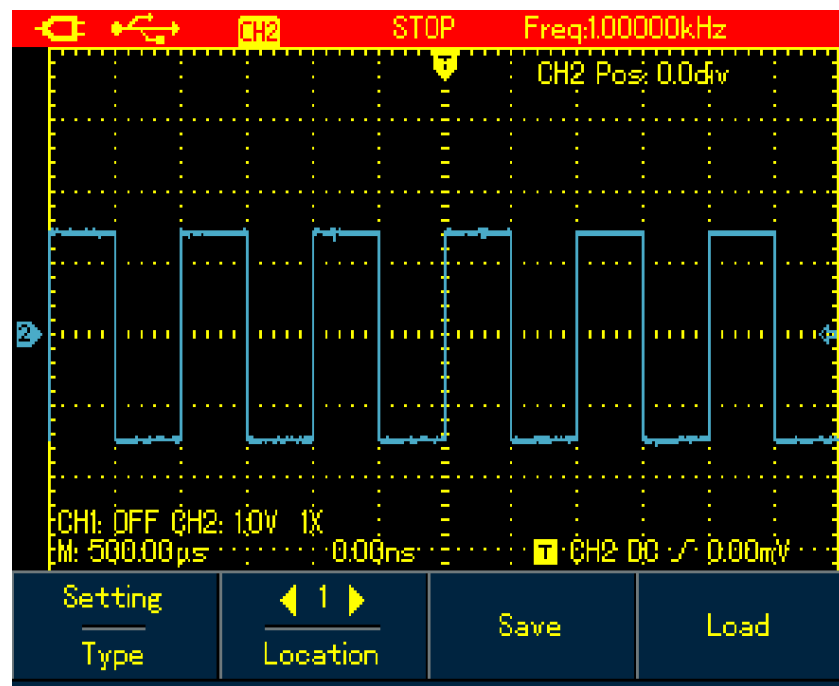 CH2 STOP Freq:1.00000kHz
T
CH2 Pos: 0.0div
2
CH1: OFF CH2: 1.0V 1X
M: 500.00µs 0.00ns T CH2 DC 0.00mV
Setting 1 Save Load
Type Location